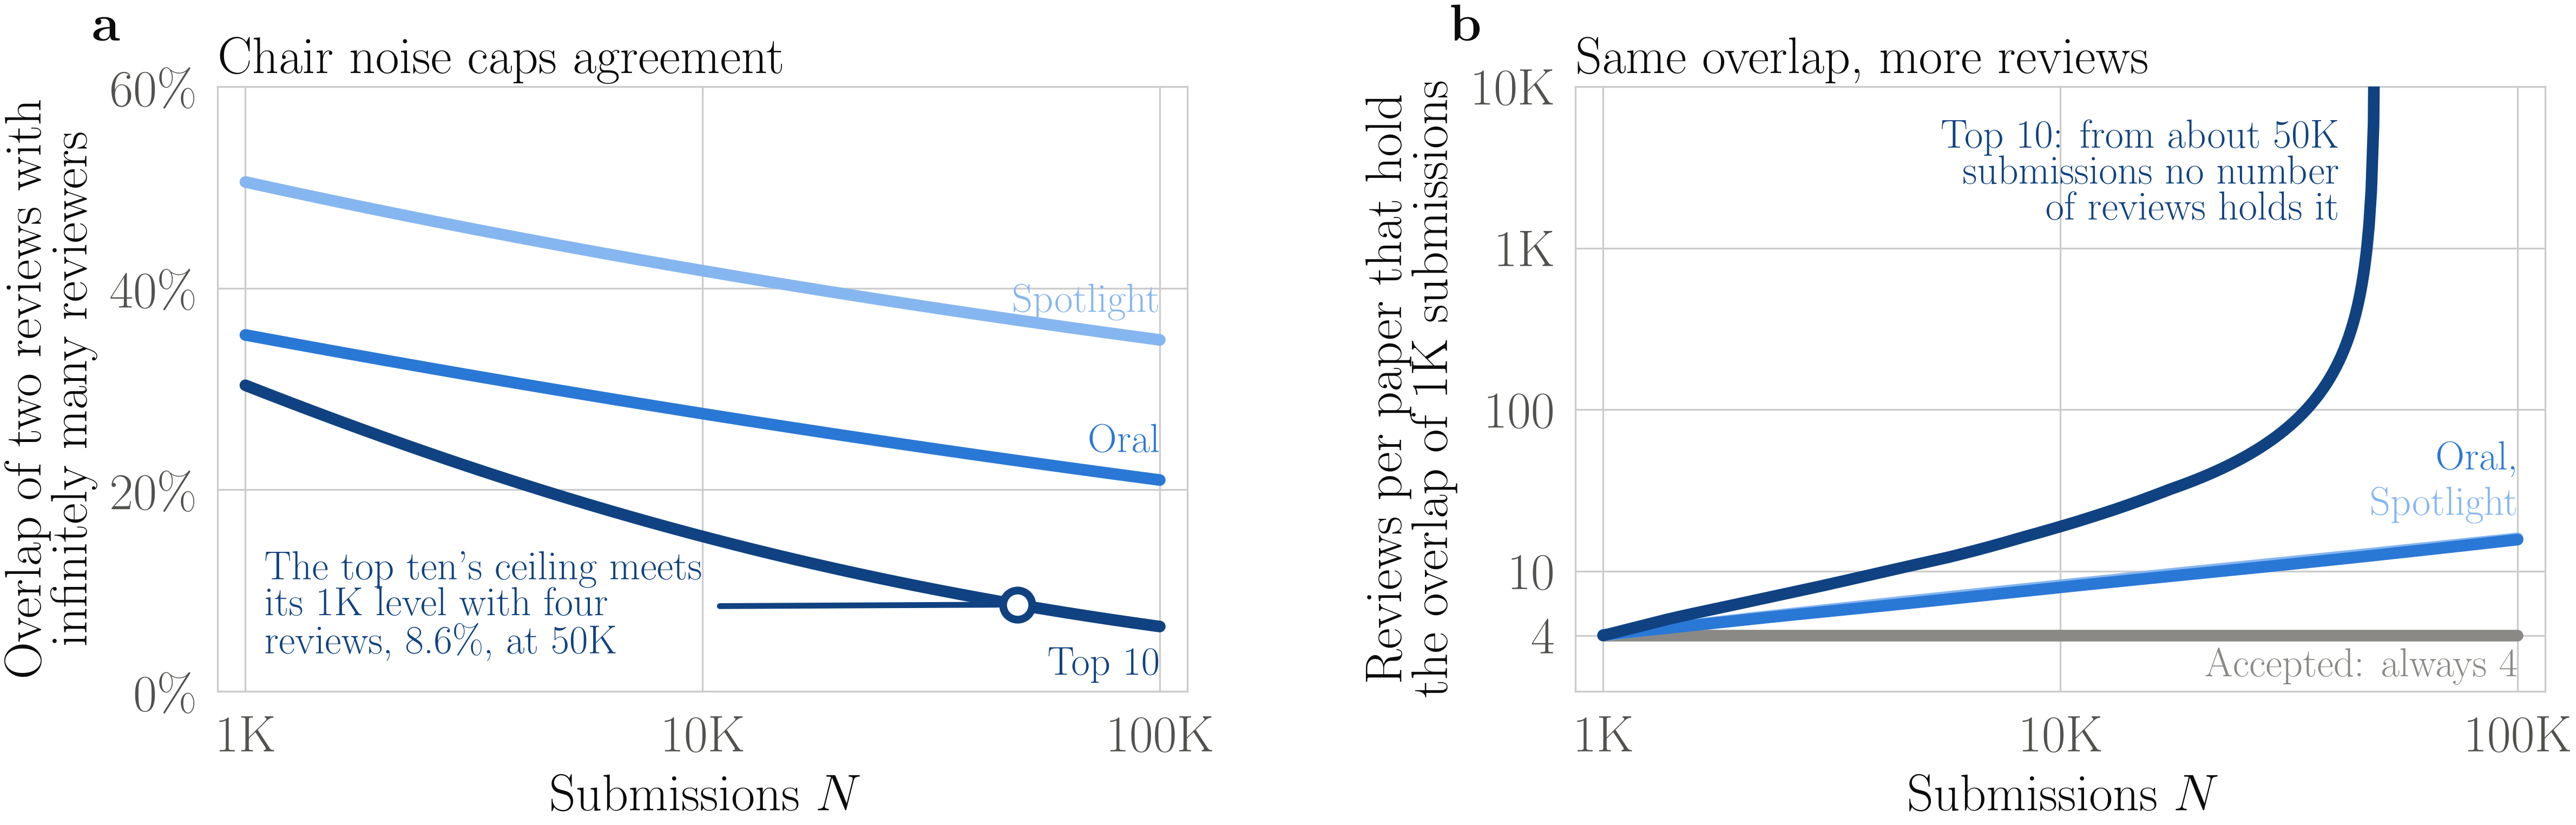 a
Chair noise caps agreement
Overlap of two reviews with
infinitely many reviewers
60%
40%
20%
0%
Spotlight
Oral
The top ten's ceiling meets
its 1K level with four
reviews, 8.6%, at 50K
Top 10
1K
10K
100K
Submissions N
b
Same overlap, more reviews
Reviews per paper that hold
the overlap of 1K submissions
10K
1K
100
10
4
Top 10: from about 50K
submissions no number
of reviews holds it
Oral,
Spotlight
Accepted: always 4
1K
10K
100K
Submissions N